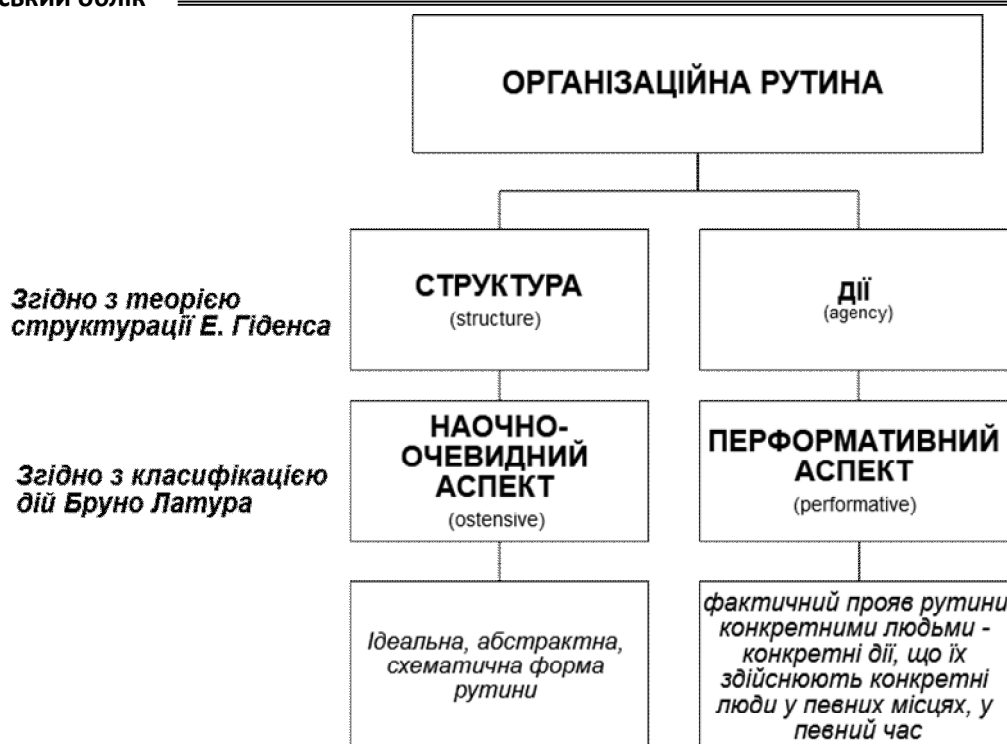 ський облік
ОРГАНІЗАЦІЙНА РУТИНА
Згідно з теорією
структурації Е. Гіденса
СТРУКТУРА
(structure)
ДІЇ
(agency)
Згідно з класифікацією
дій Бруно Латура
НАОЧНО-
ОЧЕВИДНИЙ
АСПЕКТ
(ostensive)
ПЕРФОРМАТИВНИЙ
АСПЕКТ
(performative)
Ідеальна, абстрактна,
схематична форма
рутини
фактичний прояв рутини
конкретними людьми -
конкретні дії, що їх
здійснюють конкретні
люди у певних місцях, у
певний час